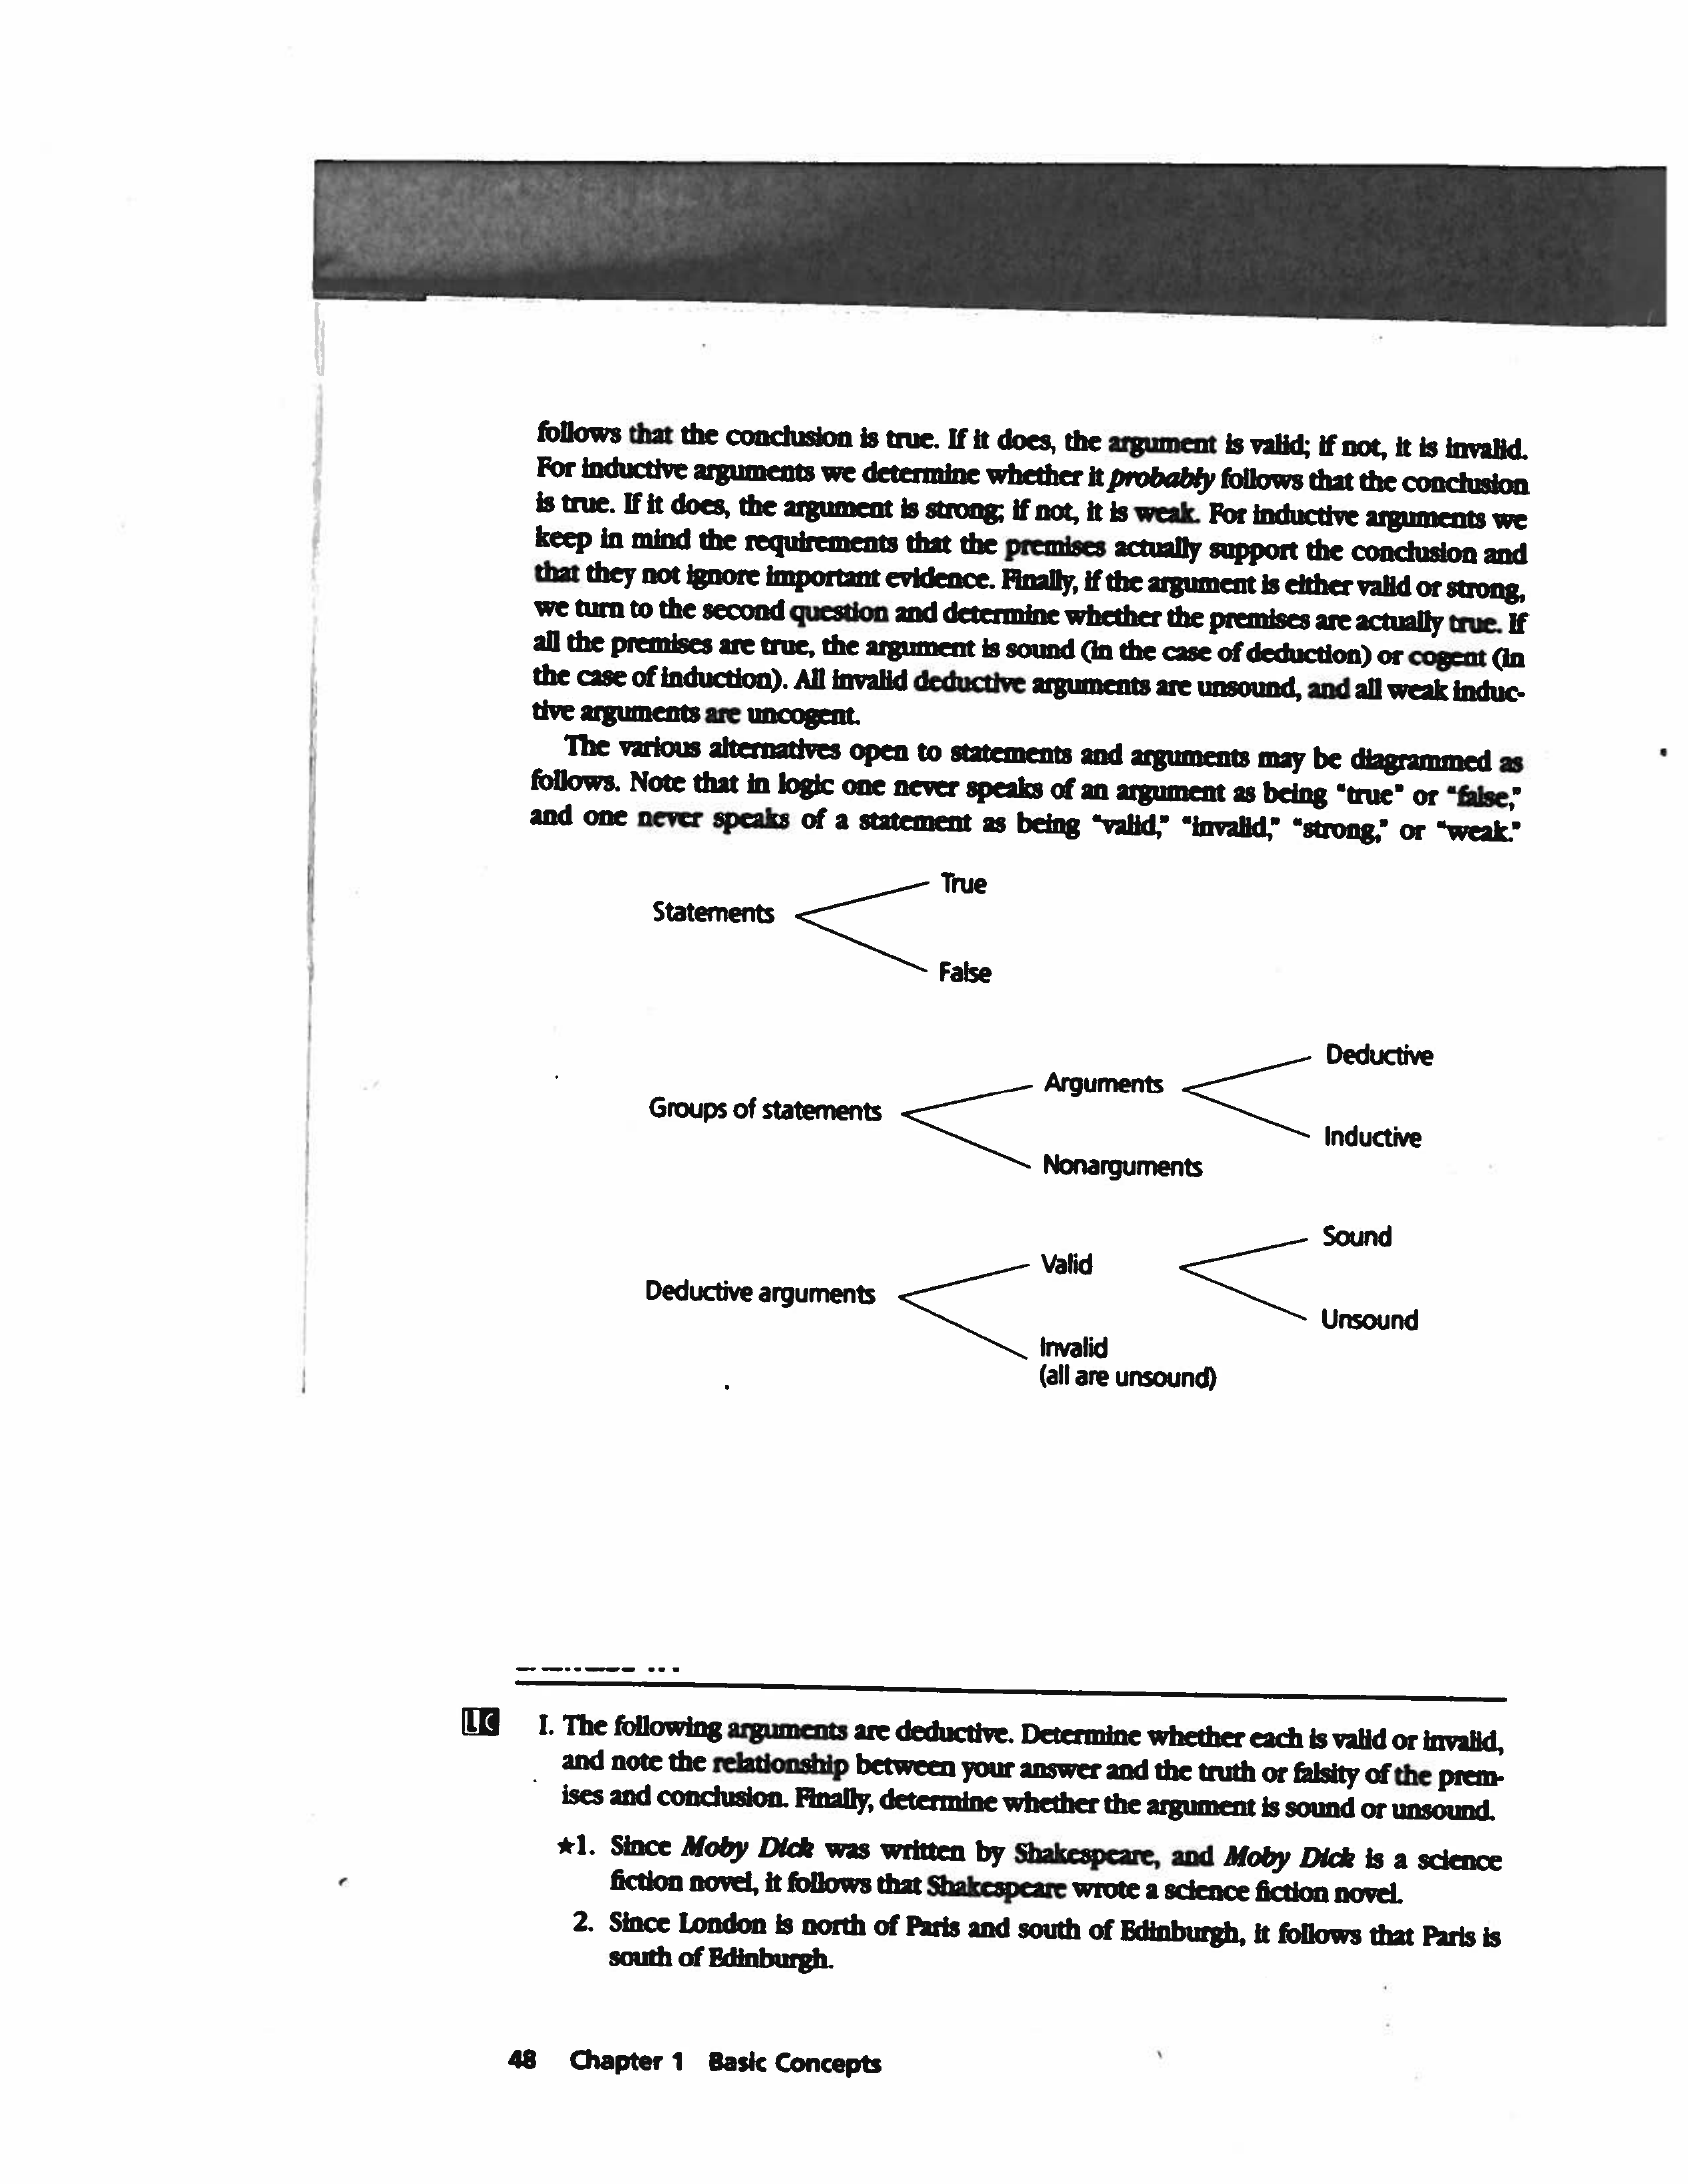 follows that the conclusion is true. If it does, the argument is valid; if not, it is invalid.
For inductive arguments we determine whether it probably follows that the conclusion
is true. If it does, the argument is strong; if not, it is weak. For inductive arguments we
keep in mind the requirements that the premises actually support the conclusion and
that they not ignore important evidence. Finally, if the argument is either valid or strong,
we turn to the second question and determine whether the premises are actually true. If
all the premises are true, the argument is sound (in the case of deduction) or cogent (in
the case of induction). All invalid deductive arguments are unsound, and all weak induc-
tive arguments are uncogent.
The various alternatives open to statements and arguments may be diagrammed as
follows. Note that in logic one never speaks of an argument as being "true" or "false,"
and one never speaks of a statement as being "valid," "invalid," "strong," or "weak."
True
Statements
False
Deductive
Arguments
Groups of statements
Inductive
Nonarguments
Sound
Valid
Deductive arguments
Unsound
Invalid
(all are unsound)
LC I. The following arguments are deductive. Determine whether each is valid or invalid,
and note the relationship between your answer and the truth or falsity of the prem-
ises and conclusion. Finally, determine whether the argument is sound or unsound.
★1. Since Moby Dick was written by Shakespeare, and Moby Dick is a science
fiction novel, it follows that Shakespeare wrote a science fiction novel.
2. Since London is north of Paris and south of Edinburgh, it follows that Paris is
south of Edinburgh.
48 Chapter 1 Basic Concepts